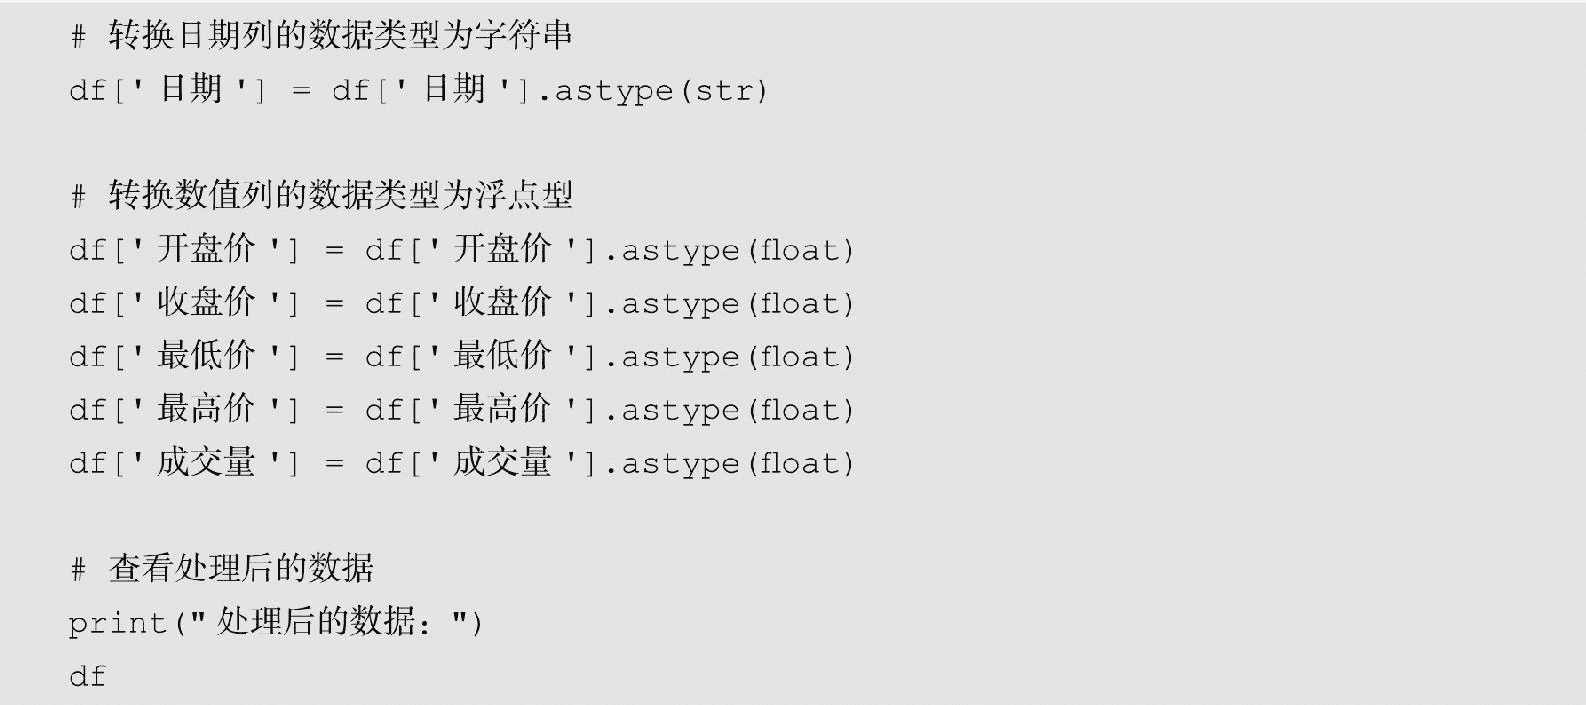 # 转换日期列的数据类型为字符串
df['日期'] = df['日期'].astype(str)
# 转换数值列的数据类型为浮点型
df['开盘价'] = df['开盘价'].astype(float)
df['收盘价'] = df['收盘价'].astype(float)
df['最低价'] = df['最低价'].astype(float)
df['最高价'] = df['最高价'].astype(float)
df['成交量'] = df['成交量'].astype(float)
# 查看处理后的数据
print("处理后的数据：")
df